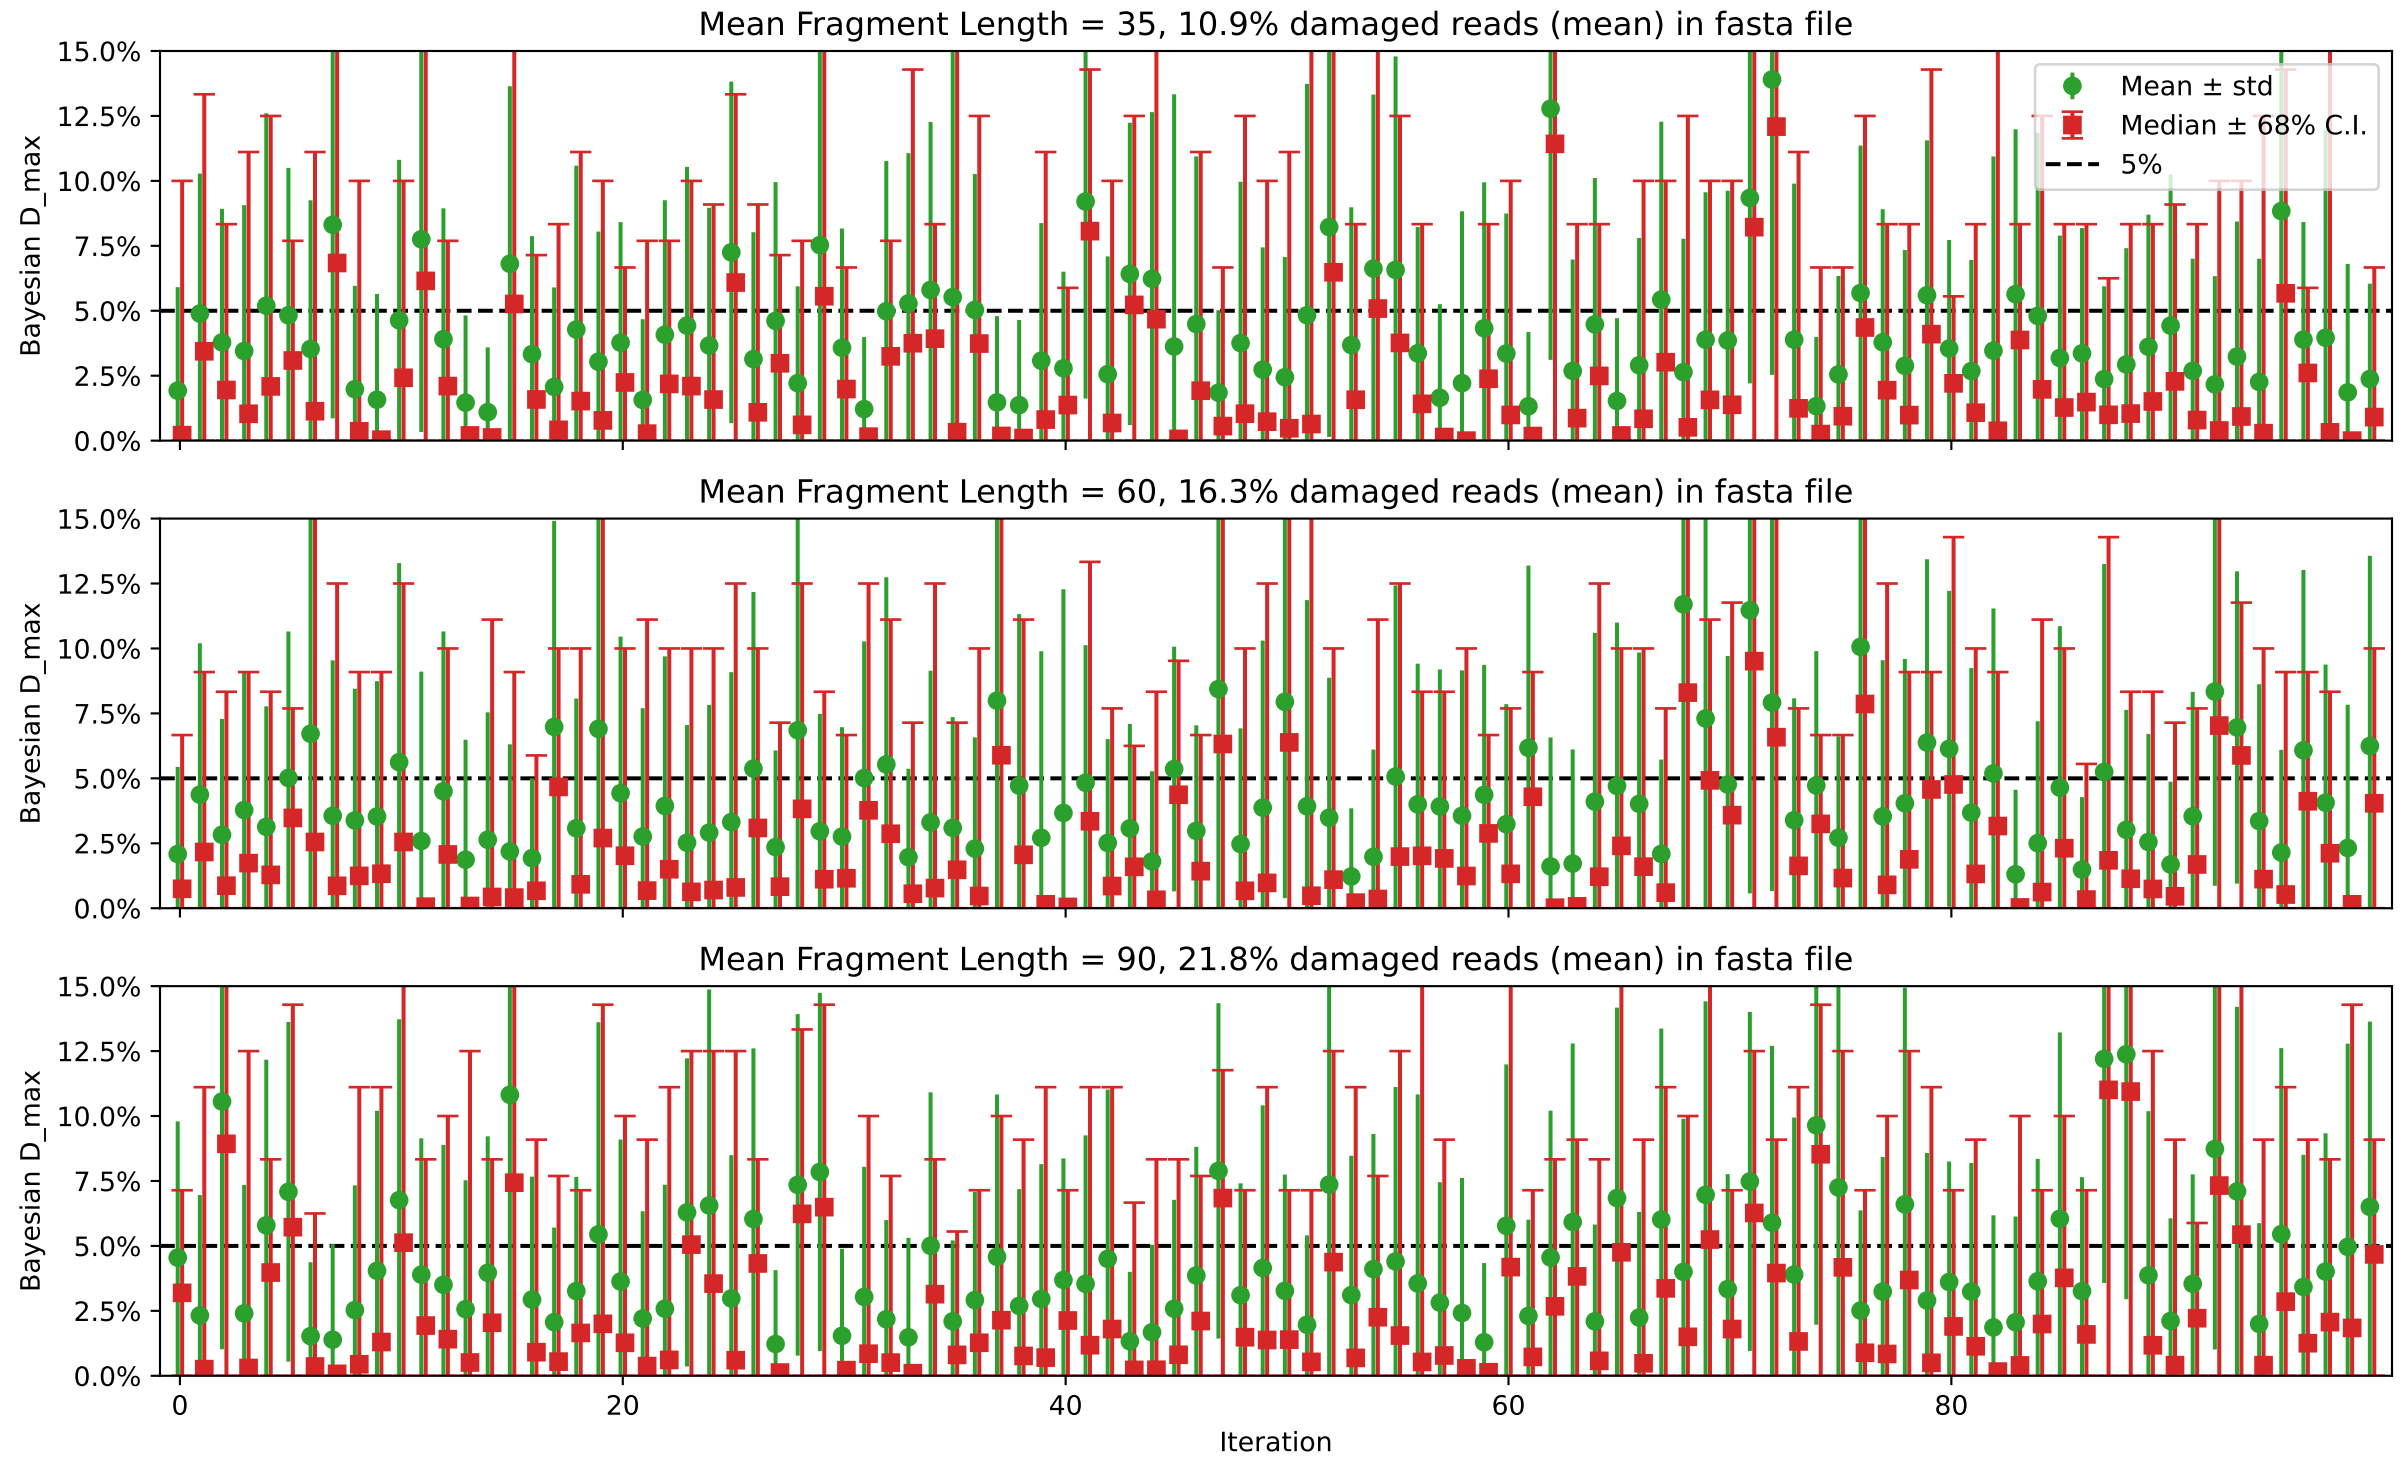 Mean Fragment Length = 35, 10.9% damaged reads (mean) in fasta file
15.0%
12.5%
10.0%
7.5%
5.0%
2.5%
0.0%
Bayesian D_max
Mean ± std
Median ± 68% C.I.
5%
Mean Fragment Length = 60, 16.3% damaged reads (mean) in fasta file
15.0%
12.5%
10.0%
7.5%
5.0%
2.5%
0.0%
Bayesian D_max
Mean Fragment Length = 90, 21.8% damaged reads (mean) in fasta file
15.0%
12.5%
10.0%
7.5%
5.0%
2.5%
0.0%
Bayesian D_max
0 20 40 60 80
Iteration